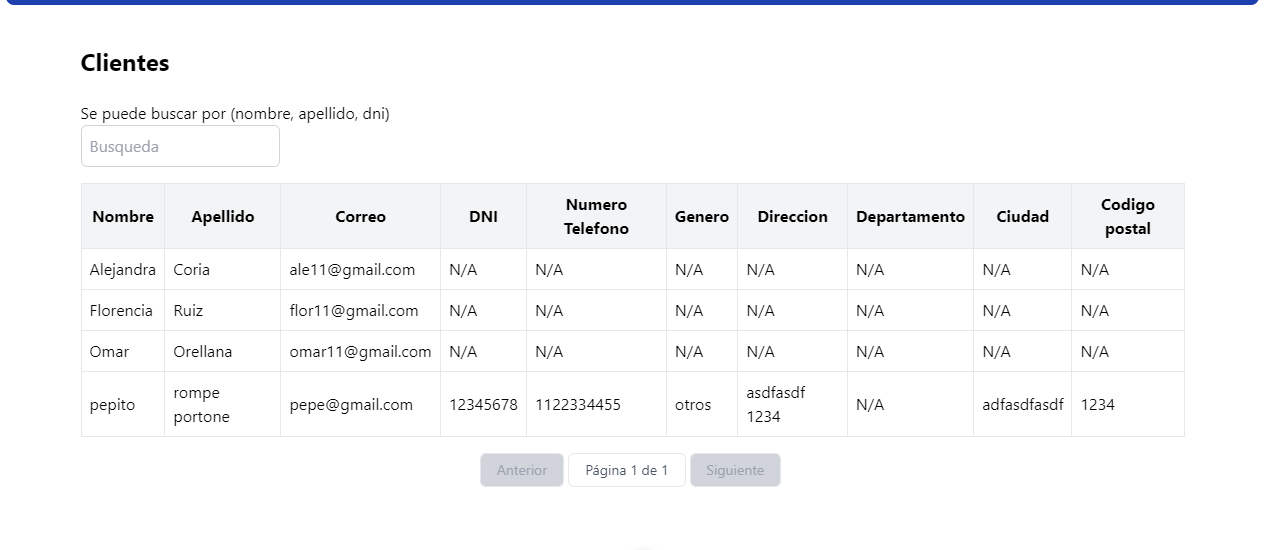 Clientes
Se puede buscar por (nombre, apellido, dni)
Busqueda
Nombre Apellido Correo DNI Numero Telefono Genero Direccion Departamento Ciudad Codigo postal
Alejandra Coria ale11@gmail.com N/A N/A N/A N/A N/A N/A N/A
Florencia Ruiz flor11@gmail.com N/A N/A N/A N/A N/A N/A N/A
Omar Orellana omar11@gmail.com N/A N/A N/A N/A N/A N/A N/A
pepito rompe portone pepe@gmail.com 12345678 1122334455 otros asdfasdf 1234 N/A adfasdfasdf 1234
Anterior Página 1 de 1 Siguiente